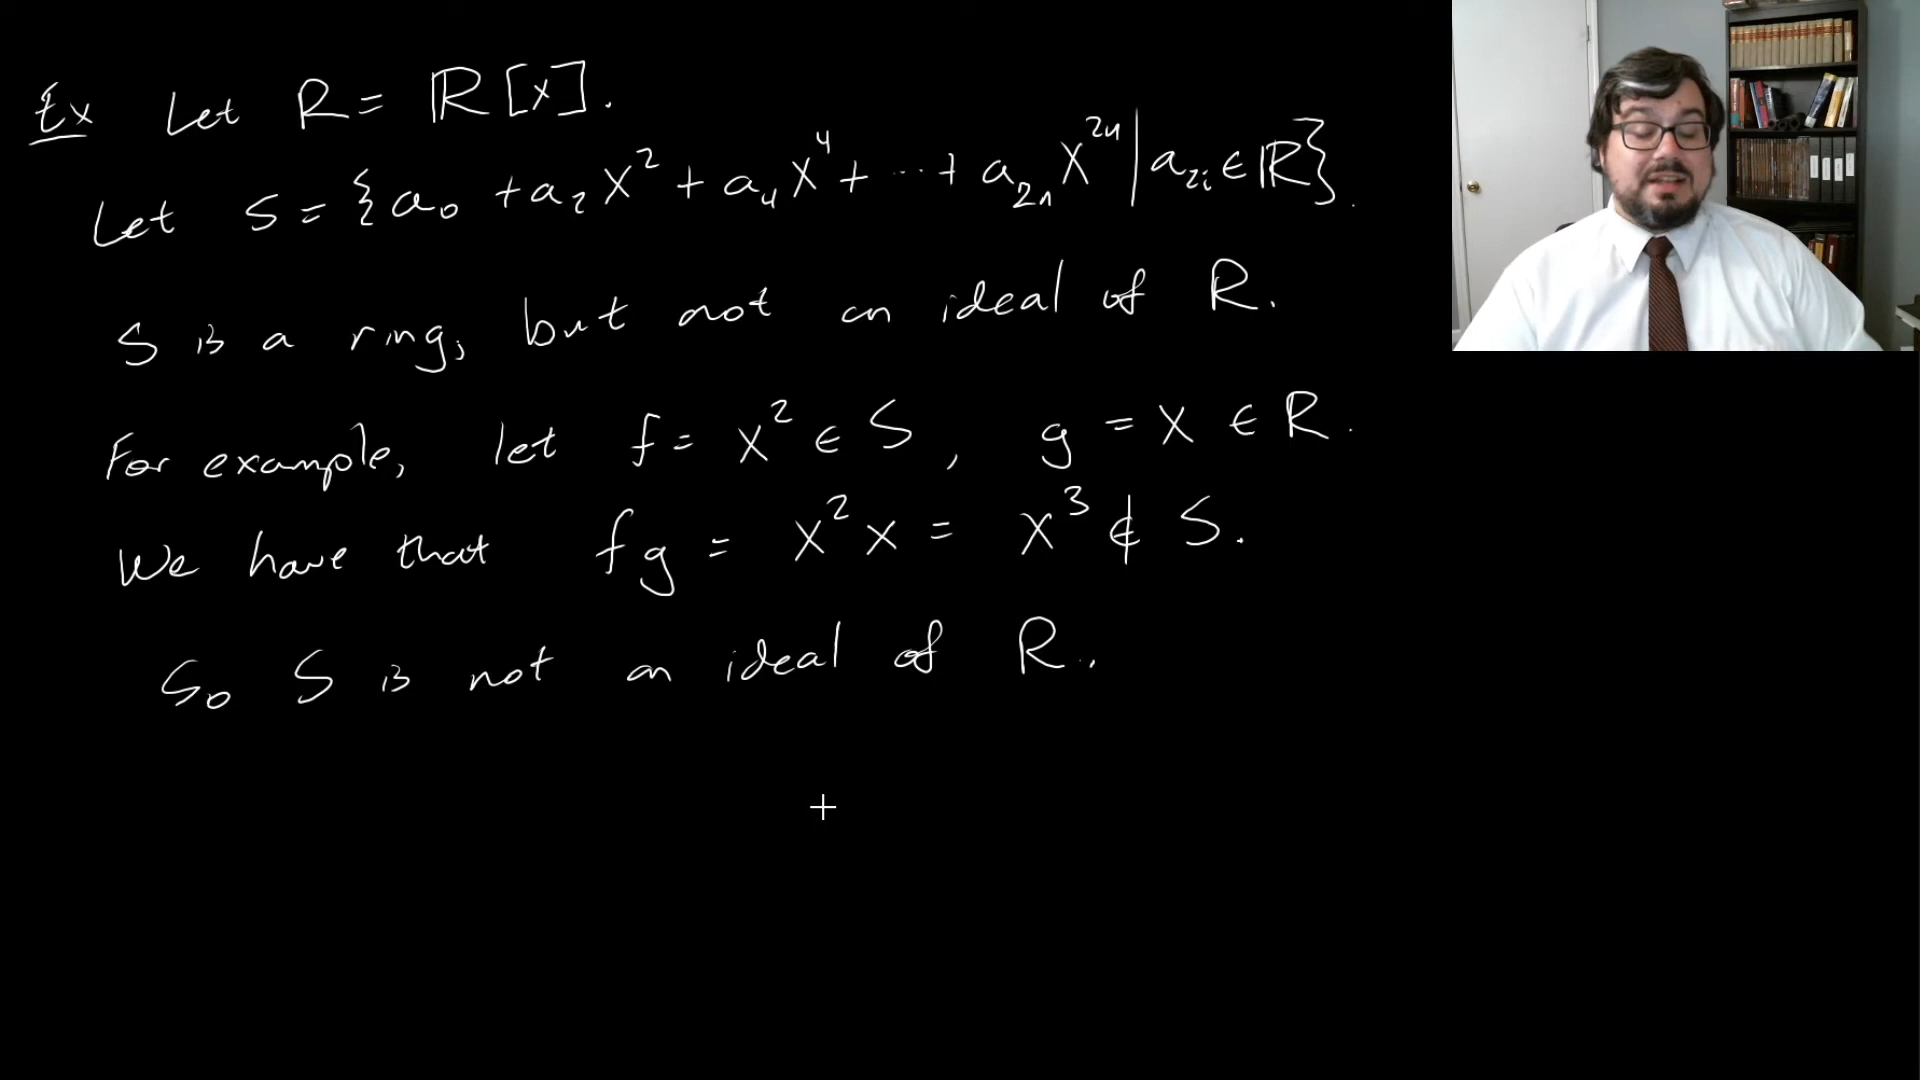 Ex Let R = ℝ[x].
Let S = {a₀ + a₂x² + a₄x⁴ + ⋯ + a₂ₙx²ⁿ | a₂ᵢ ∈ ℝ}.
S is a ring, but not an ideal of R.
For example, let f = x² ∈ S, g = x ∈ R.
We have that fg = x²x = x³ ∉ S.
So S is not an ideal of R.